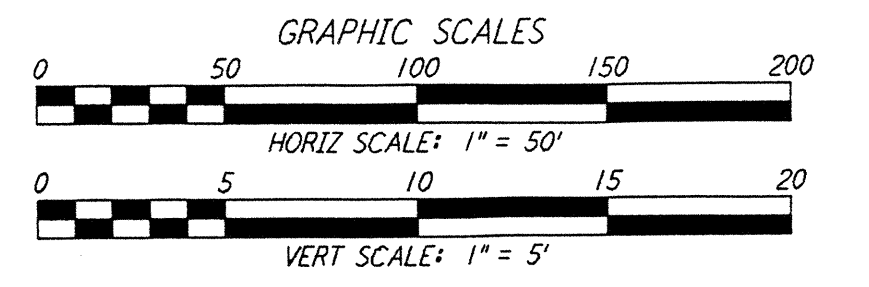 GRAPHIC SCALES
0 50 100 150 200
HORIZ SCALE: 1" = 50'
0 5 10 15 20
VERT SCALE: 1" = 5'